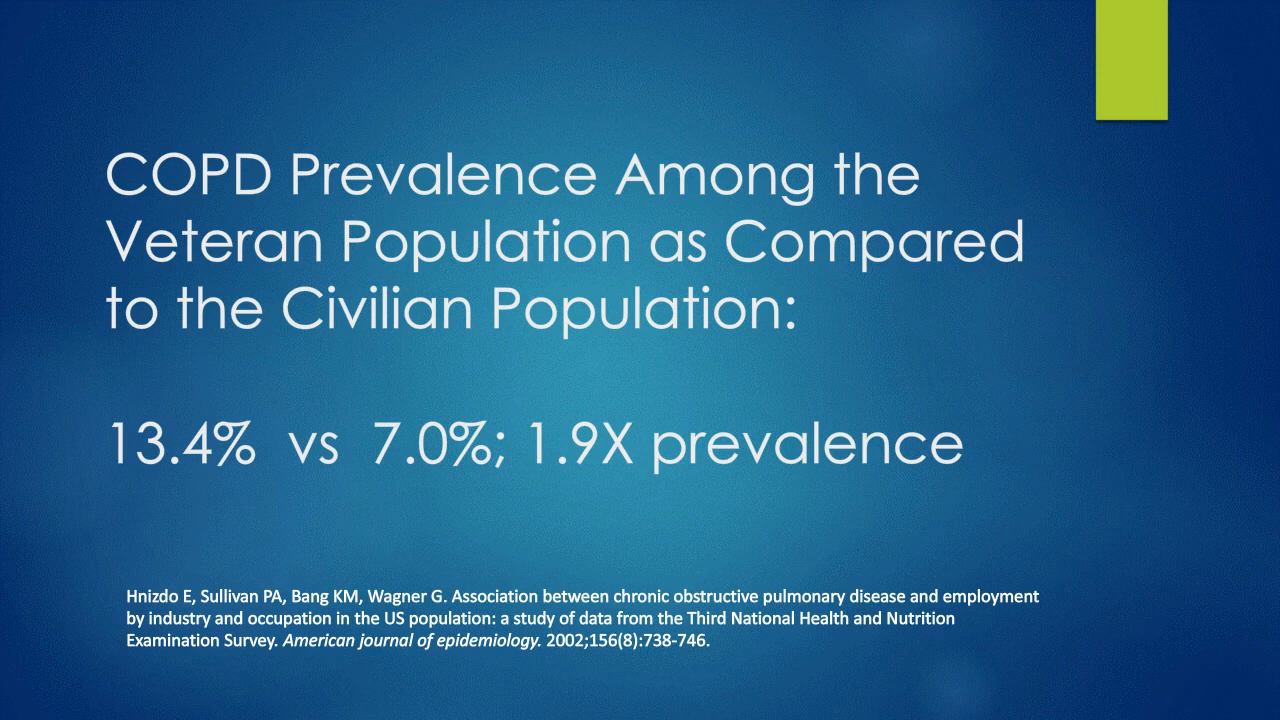 COPD Prevalence Among the
Veteran Population as Compared
to the Civilian Population:
13.4% vs 7.0%; 1.9X prevalence
Hnizdo E, Sullivan PA, Bang KM, Wagner G. Association between chronic obstructive pulmonary disease and employment
by industry and occupation in the US population: a study of data from the Third National Health and Nutrition
Examination Survey. American journal of epidemiology. 2002;156(8):738-746.